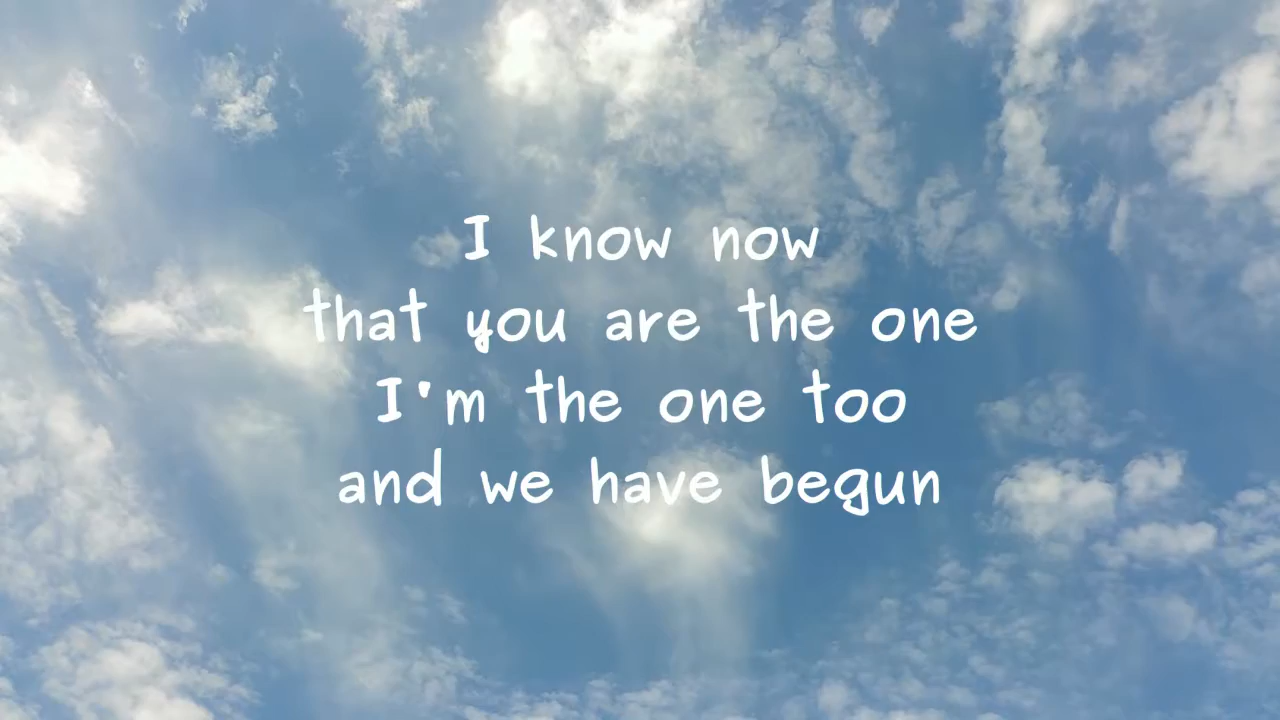 I know now
that you are the one
I'm the one too
and we have begun